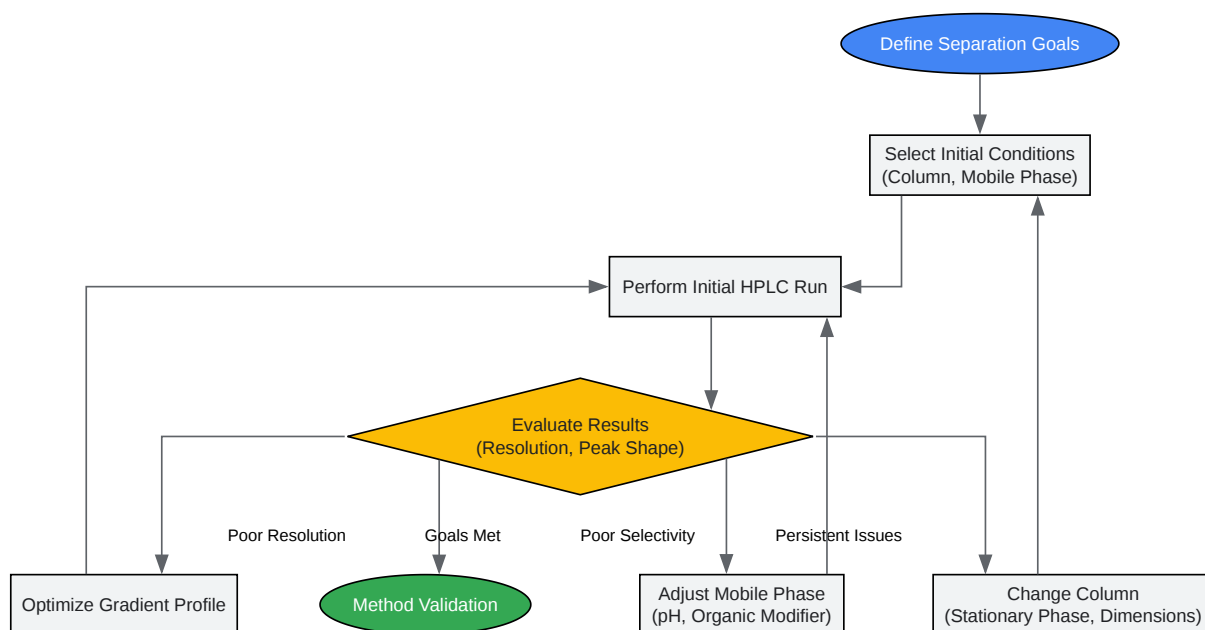 Define Separation Goals
Select Initial Conditions
(Column, Mobile Phase)
Perform Initial HPLC Run
Evaluate Results
(Resolution, Peak Shape)
Poor Resolution
Goals Met
Poor Selectivity
Persistent Issues
Optimize Gradient Profile
Method Validation
Adjust Mobile Phase
(pH, Organic Modifier)
Change Column
(Stationary Phase, Dimensions)